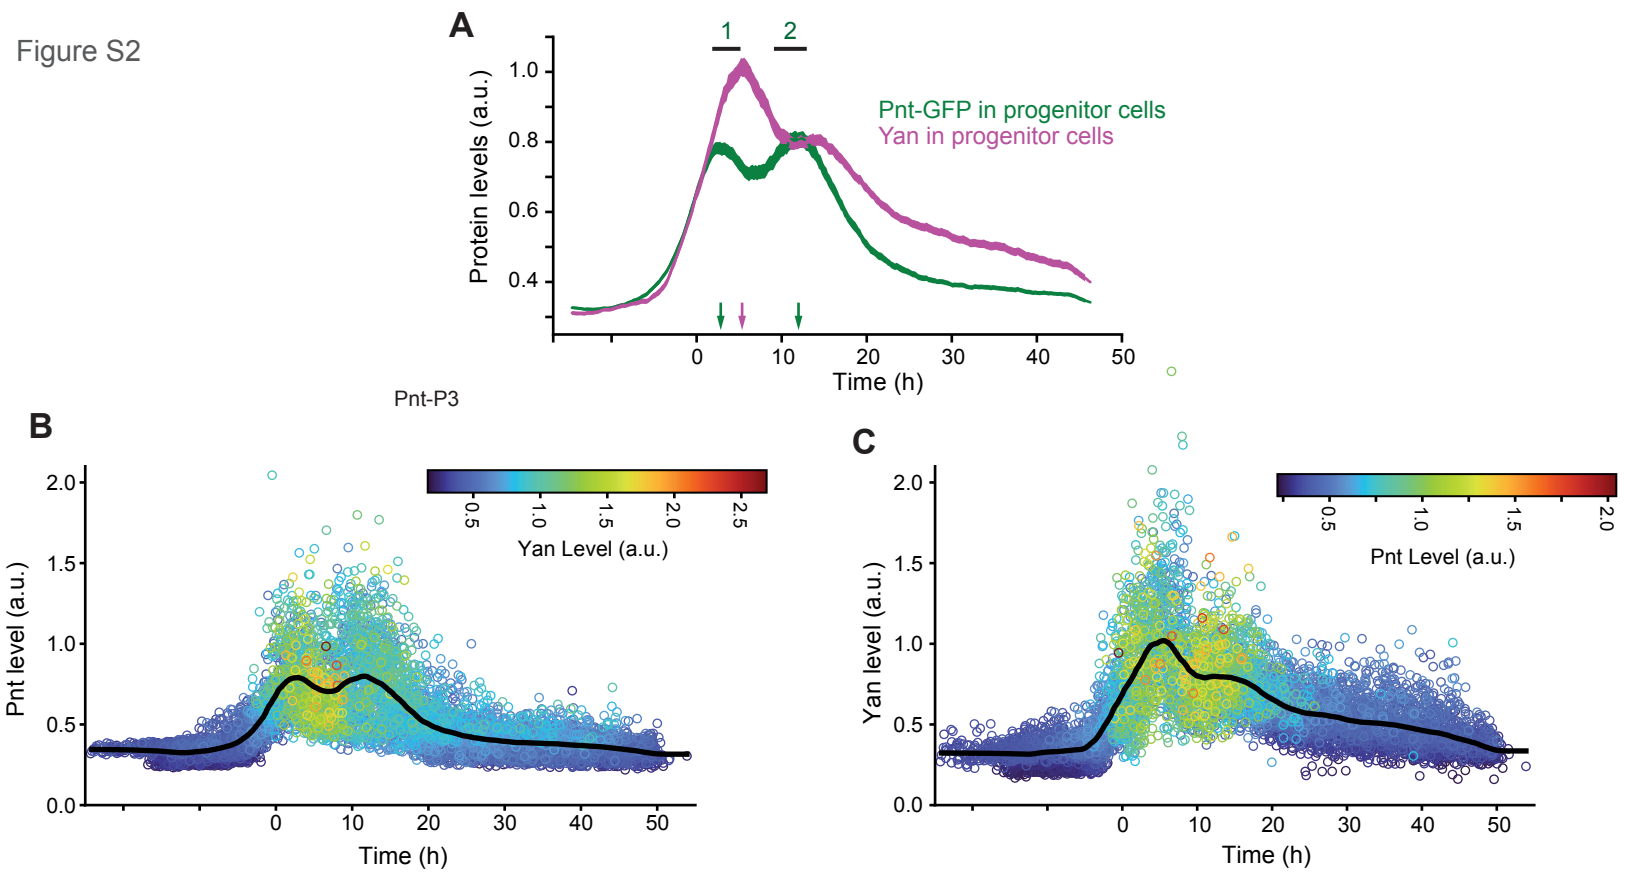 Figure S2
A
1 2
Protein levels (a.u.)
1.0
0.8
0.6
0.4
Pnt-GFP in progenitor cells
Yan in progenitor cells
0 10 20 30 40 50
Time (h)
Pnt-P3
B
Pnt level (a.u.)
2.0
1.5
1.0
0.5
0.0
0.5 1.0 1.5 2.0 2.5
Yan Level (a.u.)
0 10 20 30 40 50
Time (h)
C
Yan level (a.u.)
2.0
1.5
1.0
0.5
0.0
0.5 1.0 1.5 2.0
Pnt Level (a.u.)
0 10 20 30 40 50
Time (h)